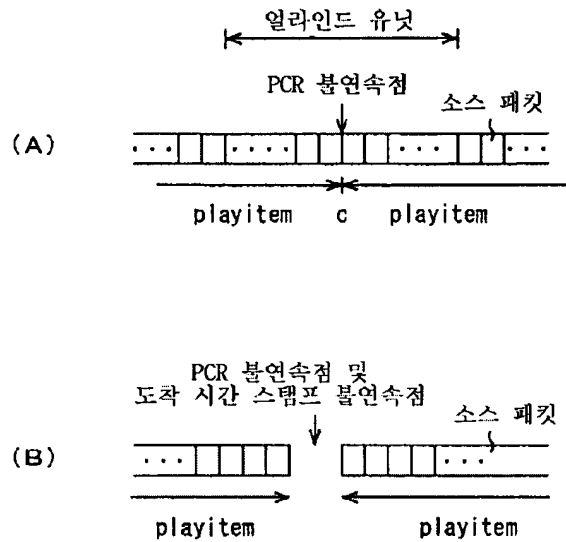 얼라인드 유닛
PCR 불연속점
소스 패킷
(A)
playitem c playitem
PCR 불연속점 및
도착 시간 스탬프 불연속점
소스 패킷
(B)
playitem playitem